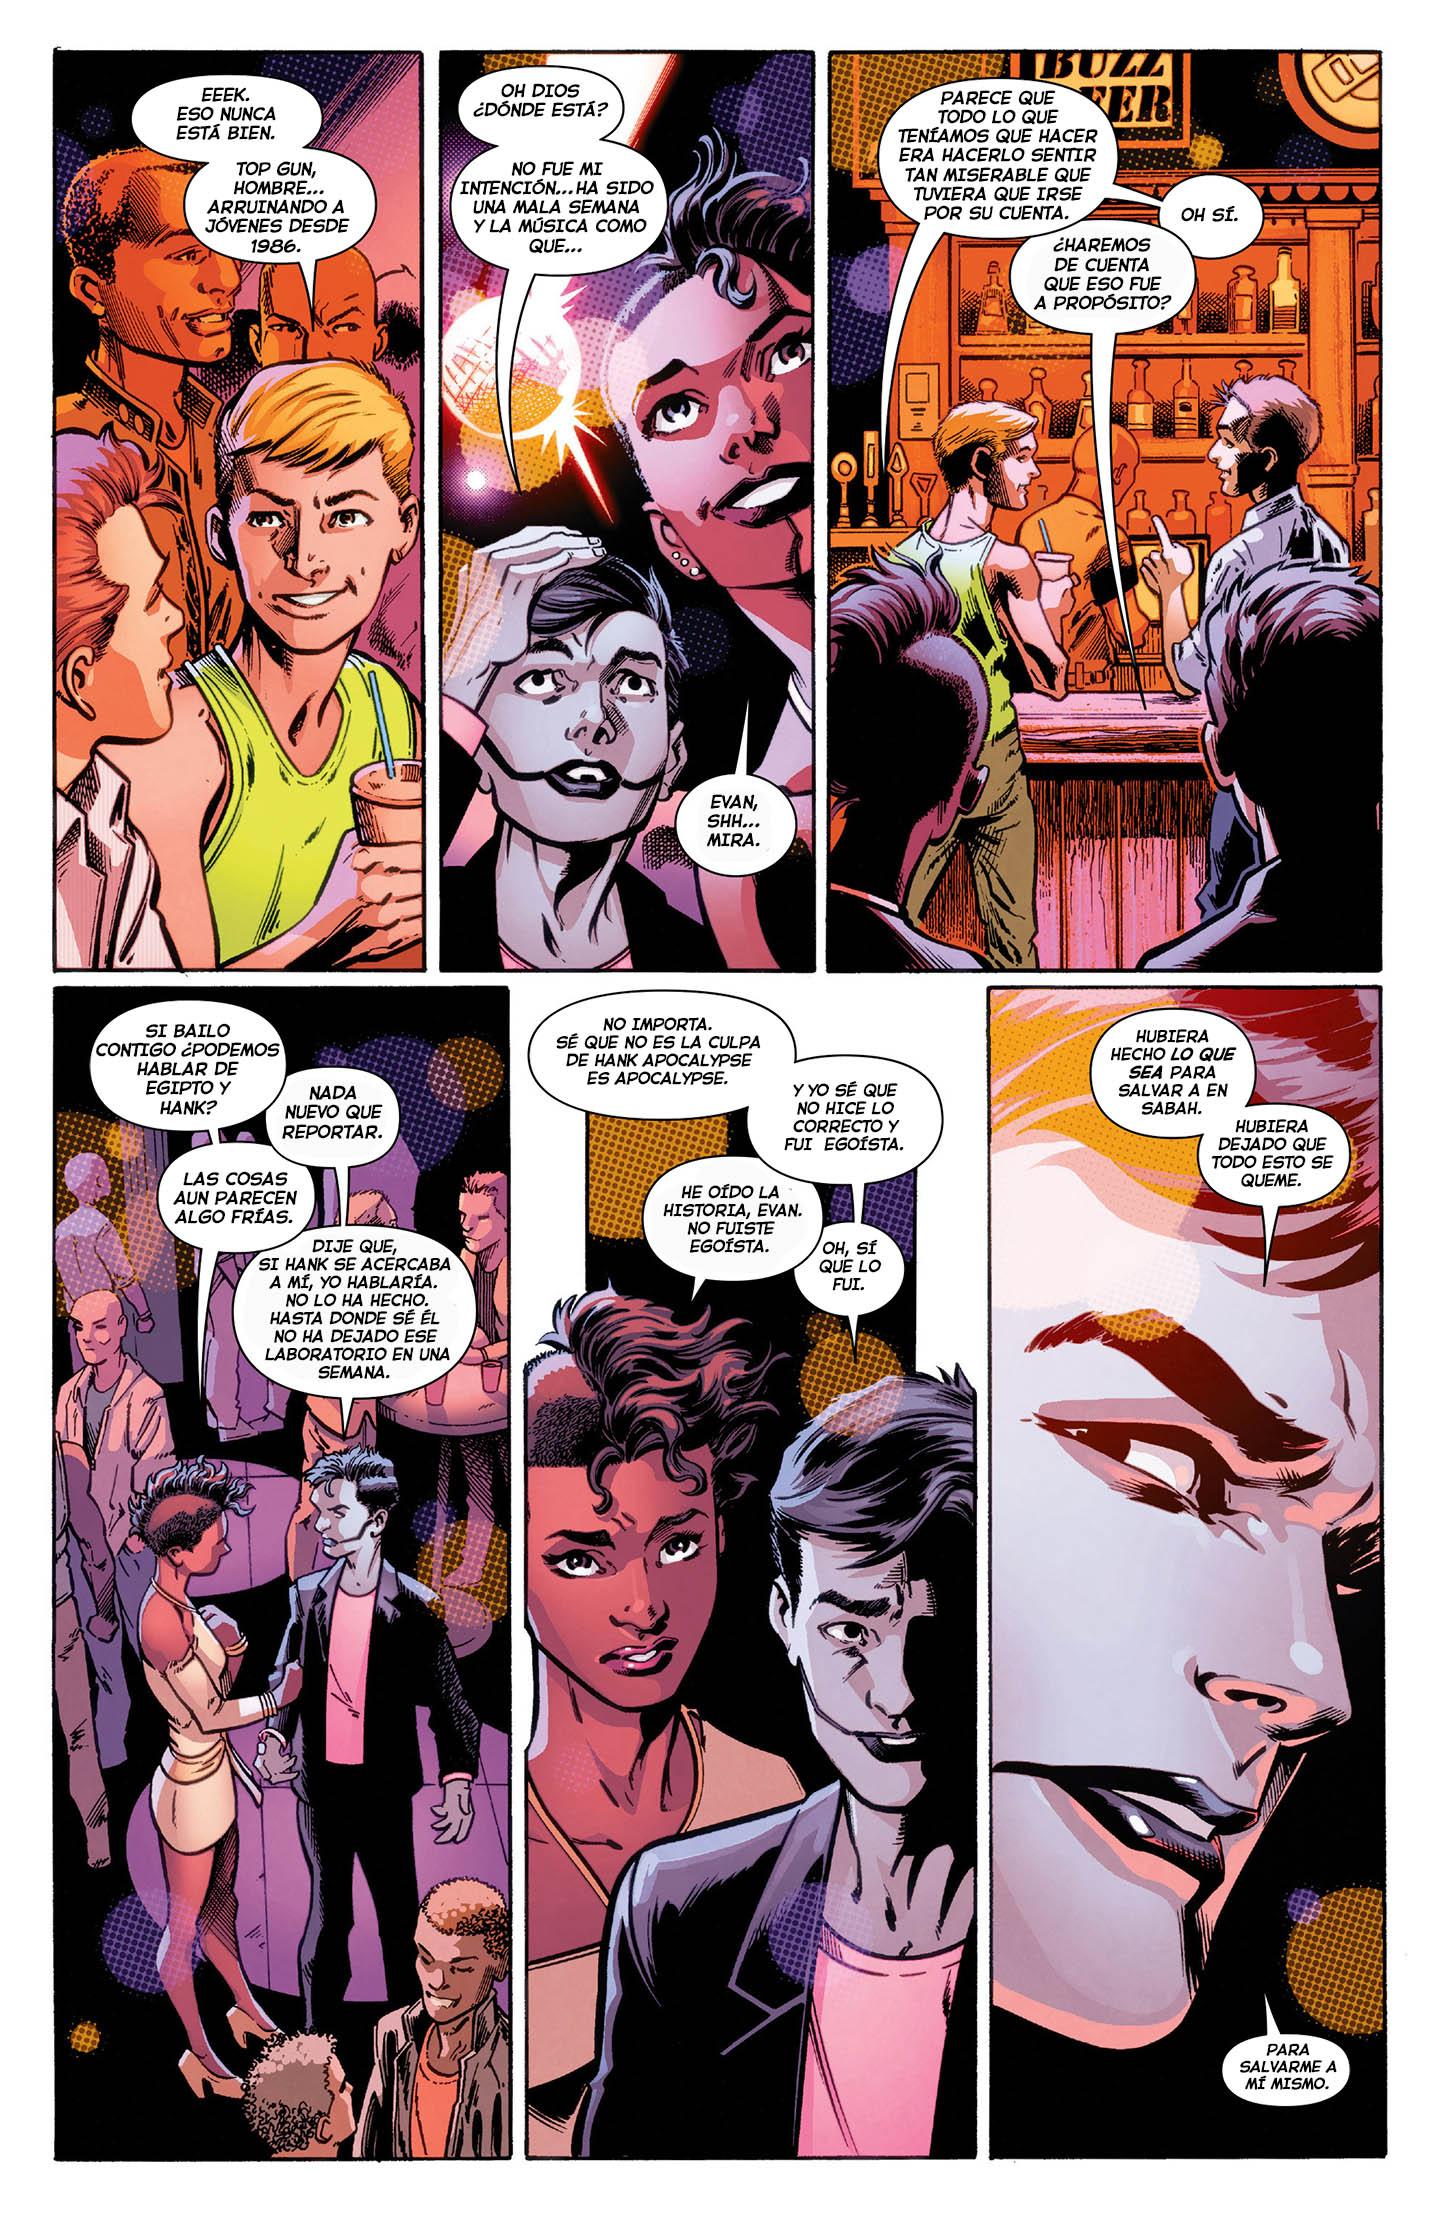 EEEK.
ESO NUNCA
ESTÁ BIEN.
TOP GUN,
HOMBRE...
ARRUINANDO A
JÓVENES DESDE
1986.
OH DIOS
¿DÓNDE ESTÁ?
NO FUE MI
INTENCIÓN...HA SIDO
UNA MALA SEMANA
Y LA MÚSICA COMO
QUE...
EVAN,
SHH...
MIRA.
BUZZ
PARECE QUE
TODO LO QUE
TENÍAMOS QUE HACER
ERA HACERLO SENTIR
TAN MISERABLE QUE
TUVIERA QUE IRSE
POR SU CUENTA.
OH SÍ.
¿HAREMOS
DE CUENTA
QUE ESO FUE
A PROPÓSITO?
SI BAILO
CONTIGO ¿PODEMOS
HABLAR DE
EGIPTO Y
HANK?
NADA
NUEVO QUE
REPORTAR.
LAS COSAS
AUN PARECEN
ALGO FRÍAS.
DIJE QUE,
SI HANK SE ACERCABA
A MÍ, YO HABLARÍA.
NO LO HA HECHO.
HASTA DONDE SÉ ÉL
NO HA DEJADO ESE
LABORATORIO EN UNA
SEMANA.
NO IMPORTA.
SÉ QUE NO ES LA CULPA
DE HANK APOCALYPSE
ES APOCALYPSE.
Y YO SÉ QUE
NO HICE LO
CORRECTO Y
FUI EGOÍSTA.
HE OÍDO LA
HISTORIA, EVAN.
NO FUISTE
EGOÍSTA.
OH, SÍ
QUE LO
FUI.
HUBIERA
HECHO LO QUE
SEA PARA
SALVAR A EN
SABAH.
HUBIERA
DEJADO QUE
TODO ESTO SE
QUEME.
PARA
SALVARME A
MÍ MISMO.